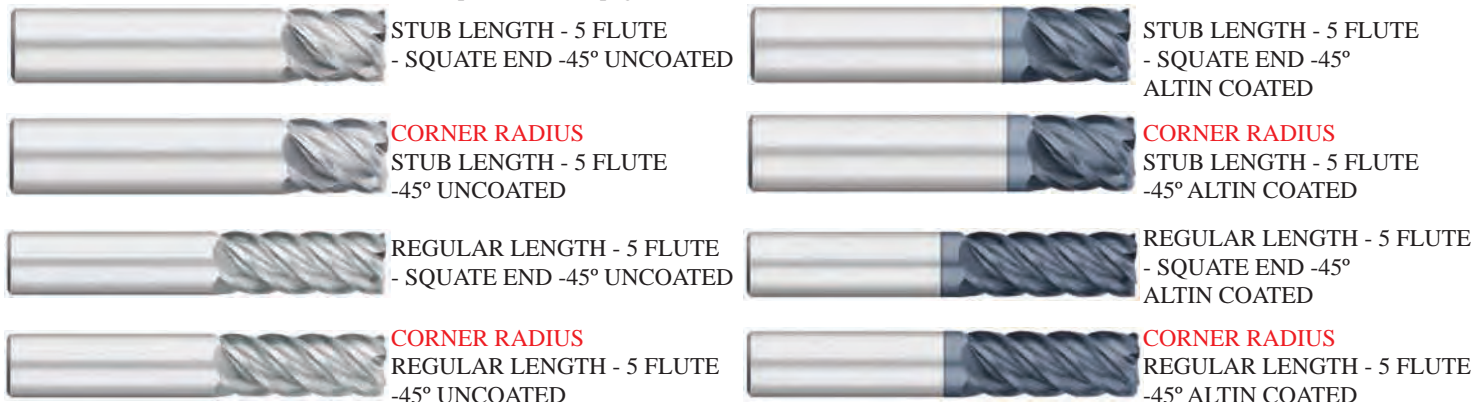 STUB LENGTH - 5 FLUTE
- SQUATE END -45º UNCOATED
STUB LENGTH - 5 FLUTE
- SQUATE END -45º
ALTIN COATED
CORNER RADIUS
STUB LENGTH - 5 FLUTE
-45º UNCOATED
CORNER RADIUS
STUB LENGTH - 5 FLUTE
-45º ALTIN COATED
REGULAR LENGTH - 5 FLUTE
- SQUATE END -45º UNCOATED
REGULAR LENGTH - 5 FLUTE
- SQUATE END -45º
ALTIN COATED
CORNER RADIUS
REGULAR LENGTH - 5 FLUTE
-45º UNCOATED
CORNER RADIUS
REGULAR LENGTH - 5 FLUTE
-45º ALTIN COATED